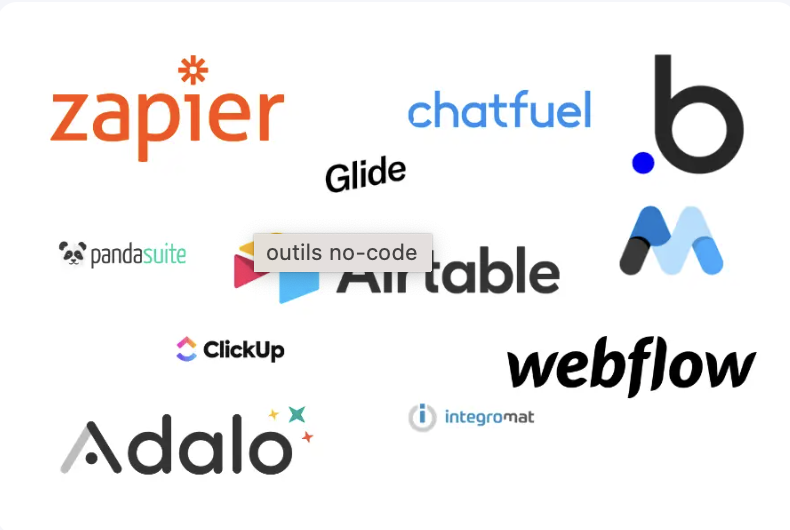 zapier
chatfuel
.b
Glide
pandasuite
outils no-code
Airtable
ClickUp
webflow
Adalo
integromat